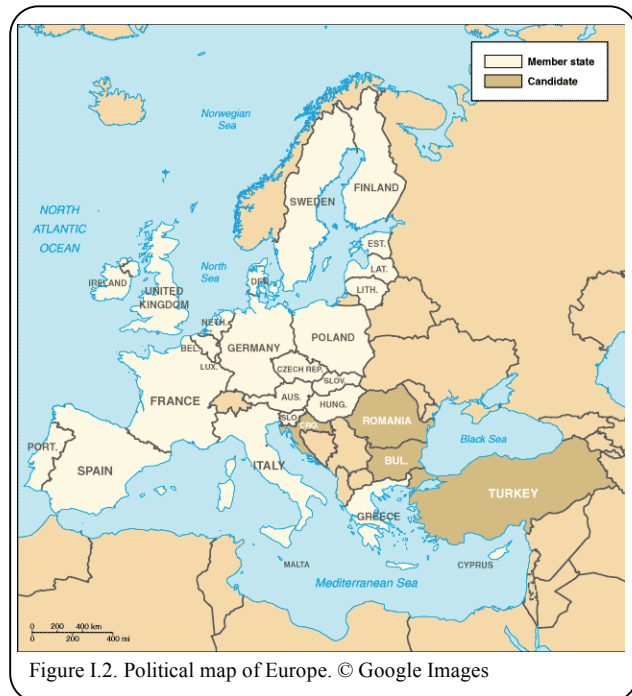 Member state
Candidate
Norwegian
Sea
FINLAND
SWEDEN
NORTH
ATLANTIC
OCEAN
EST.
North
Sea
LAT.
DEN.
LITH.
IRELAND
UNITED
KINGDOM
NETH.
POLAND
BEL.
GERMANY
LUX.
CZECH REP.
SLOV.
AUS.
HUNG.
FRANCE
SLO.
CRO.
ROMANIA
Black Sea
PORT.
SPAIN
ITALY
BUL.
TURKEY
GREECE
MALTA
CYPRUS
Mediterranean Sea
0 200 400 km
0 200 400 mi
Figure I.2. Political map of Europe. © Google Images